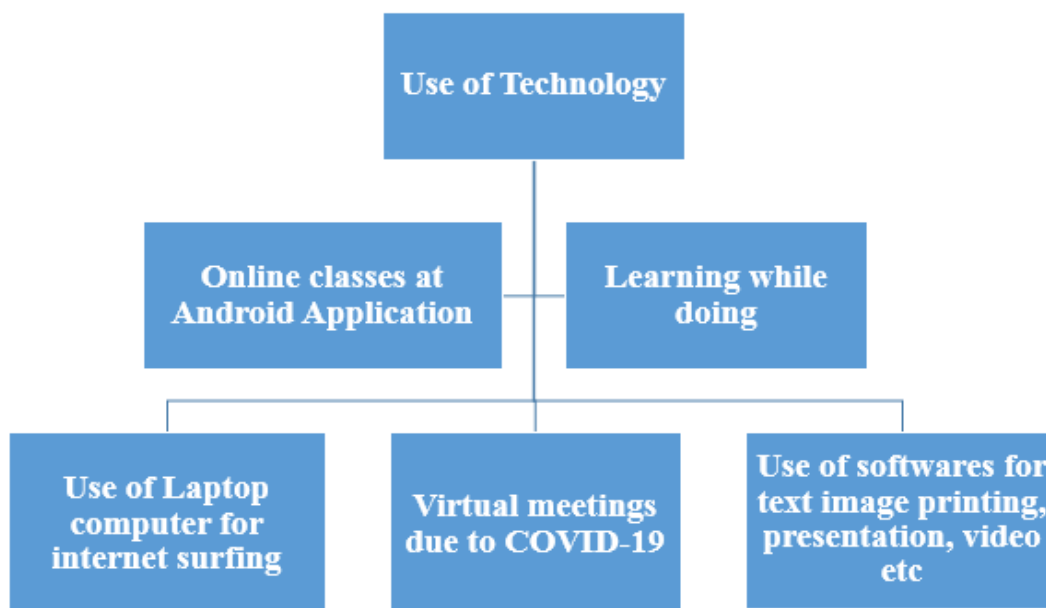 Use of Technology
Online classes at
Android Application
Learning while
doing
Use of Laptop
computer for
internet surfing
Virtual meetings
due to COVID-19
Use of softwares for
text image printing,
presentation, video
etc